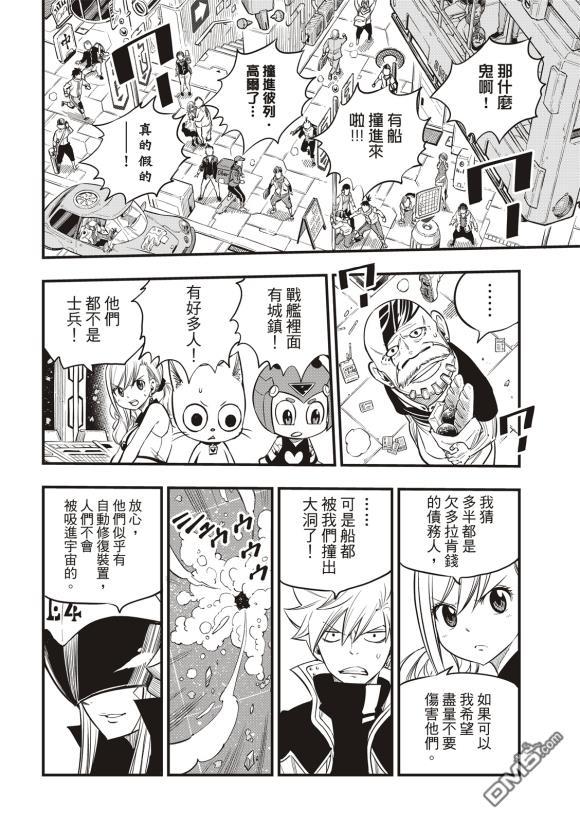 那什麼
鬼啊！
有船
撞進來
啦!!!
撞進彼列．
高爾了…
真的假的
——！
……
戰艦裡面
有城鎮！
有好多人！
他們
都不是
士兵！
我猜
多半都是
欠多拉肯錢
的債務人，
如果可以
我希望
盡量不要
傷害他們。
……
可是船都
被我們撞出
大洞了！
放心，
他們似乎有
自動修復裝置，
人們不會
被吸進宇宙的。
E4
DM5.COM